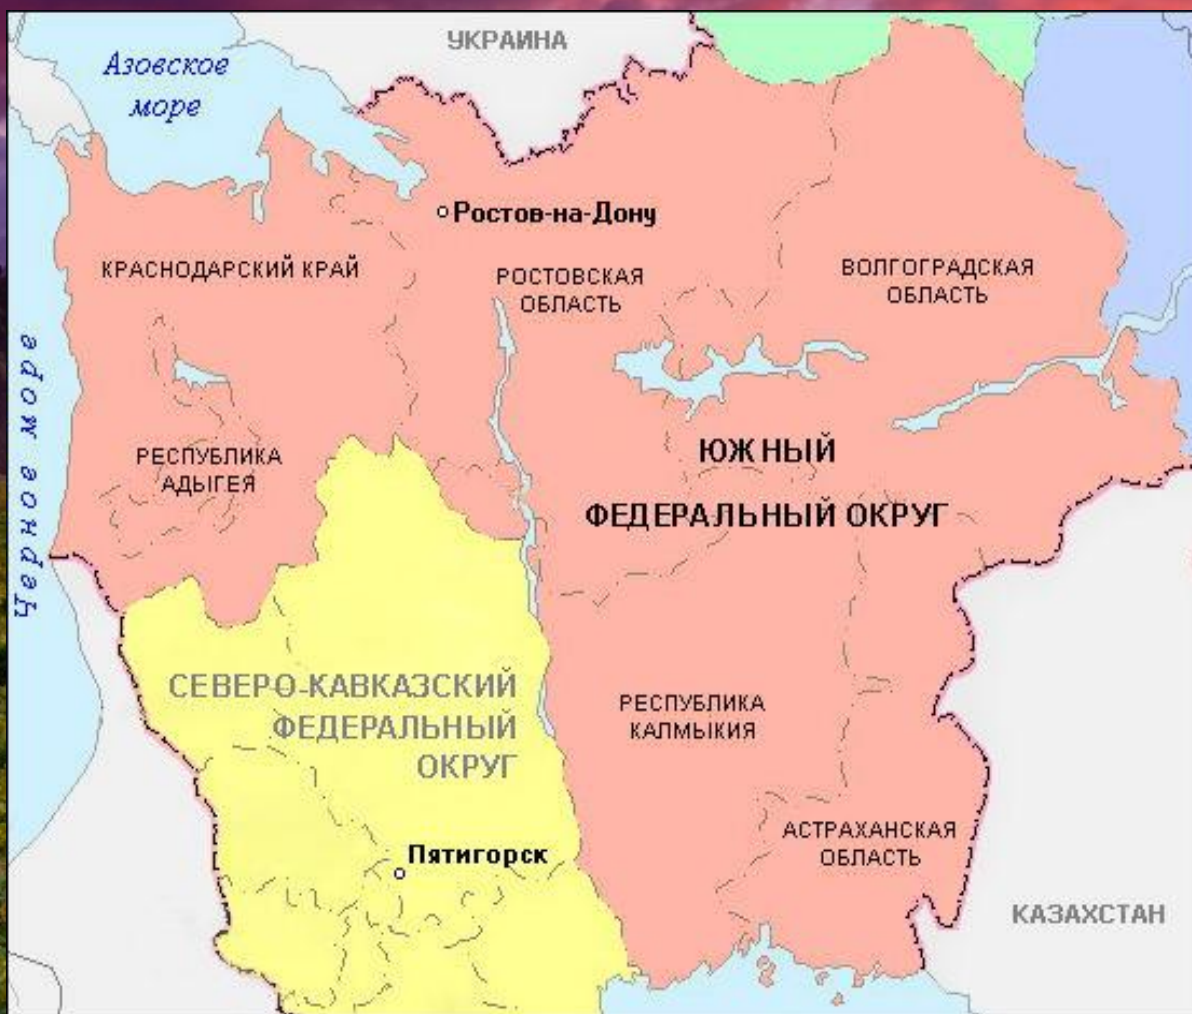 УКРАИНА
Азовское
море
Ростов-на-Дону
КРАСНОДАРСКИЙ КРАЙ
РОСТОВСКАЯ
ОБЛАСТЬ
ВОЛГОГРАДСКАЯ
ОБЛАСТЬ
Черное море
РЕСПУБЛИКА
АДЫГЕЯ
ЮЖНЫЙ
ФЕДЕРАЛЬНЫЙ ОКРУГ
СЕВЕРО-КАВКАЗСКИЙ
ФЕДЕРАЛЬНЫЙ
ОКРУГ
РЕСПУБЛИКА
КАЛМЫКИЯ
Пятигорск
АСТРАХАНСКАЯ
ОБЛАСТЬ
КАЗАХСТАН